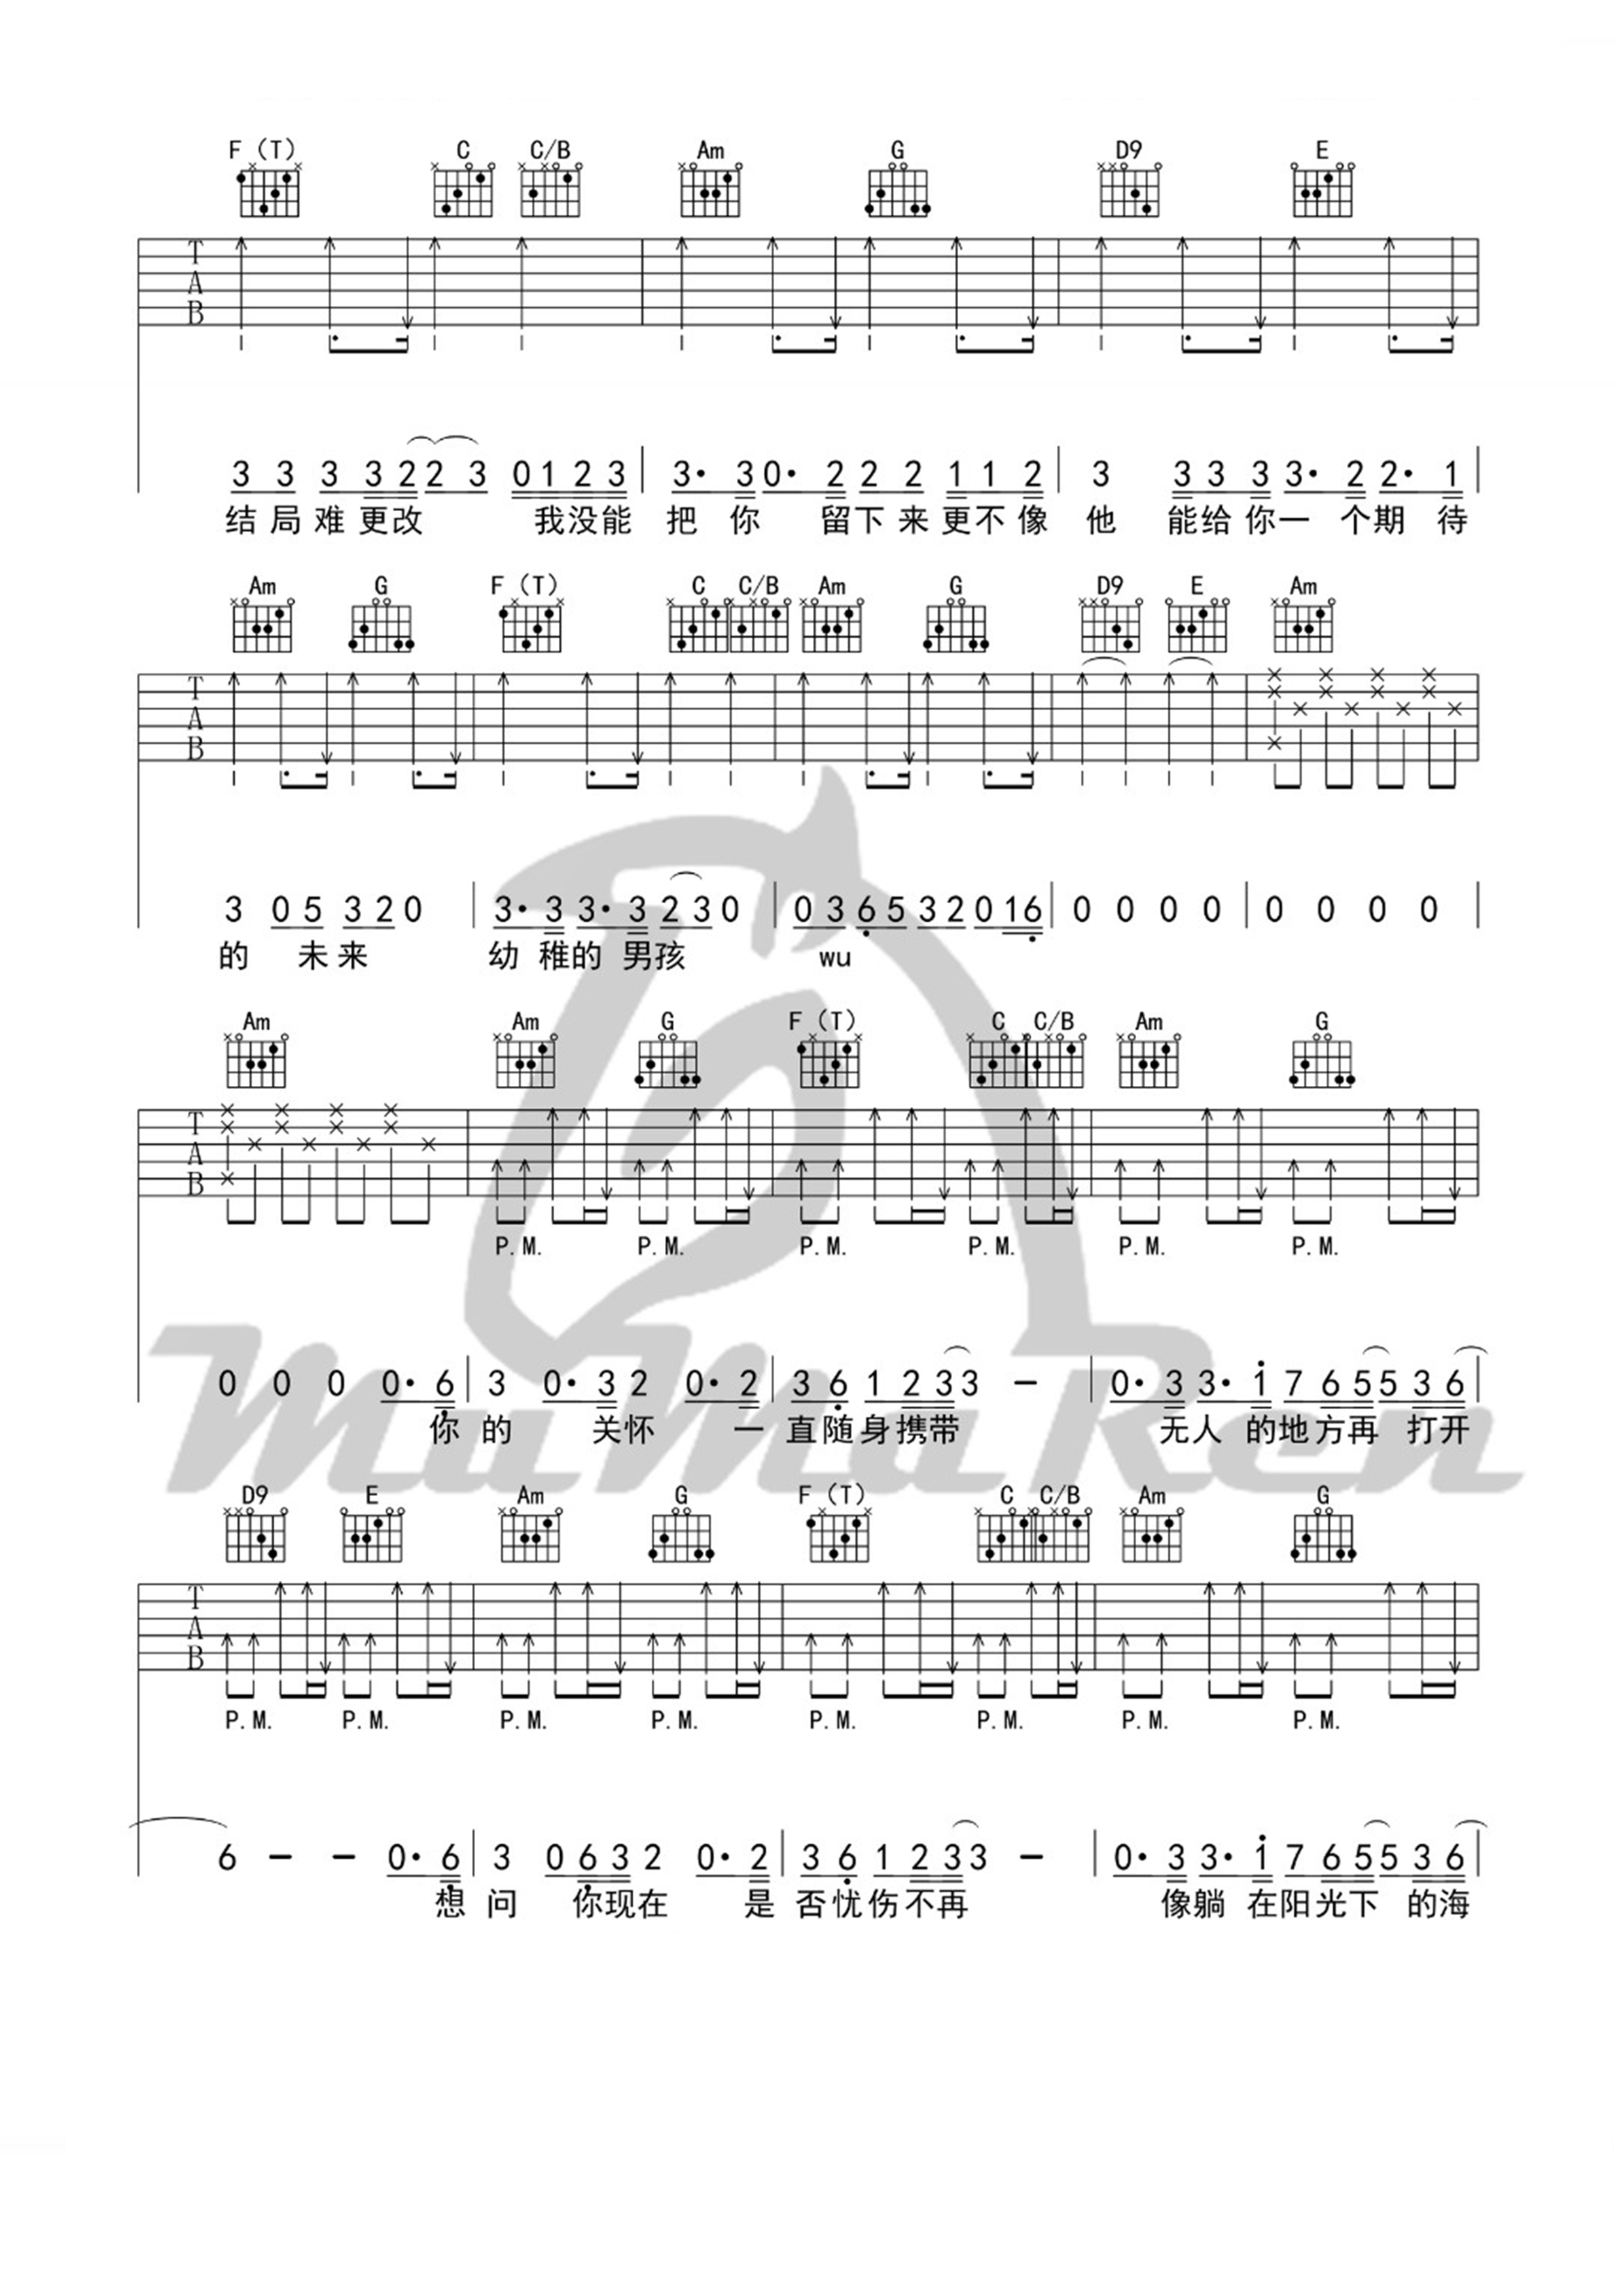 F（T） C C/B Am G D9 E
T A B
3 3 3 3 2 2 3 0 1 2 3 | 3· 3 0· 2 2 2 1 1 2 | 3 3 3 3 3· 2 2· 1 |
结局难更改 我没能 把你 留下来更不像 他 能给你一 个期 待
Am G F（T） C C/B Am G D9 E Am
T A B
3 0 5 3 2 0 | 3· 3 3· 3 2 3 0 | 0 3 6 5 3 2 0 1 6 | 0 0 0 0 | 0 0 0 0 |
的 未来 幼 稚的 男孩 wu
Am Am G F（T） C C/B Am G
T A B
P.M. P.M. P.M. P.M. P.M. P.M.
0 0 0 0· 6 | 3 0· 3 2 0· 2 | 3 6 1 2 3 3 - | 0· 3 3· 1 7 6 5 5 3 6 |
你 的 关怀 一 直随身携带 无人 的地方再 打开
MuMaRen
D9 E Am G F（T） C C/B Am G
T A B
P.M. P.M. P.M. P.M. P.M. P.M. P.M. P.M.
6 - - 0· 6 | 3 0 6 3 2 0· 2 | 3 6 1 2 3 3 - | 0· 3 3· 1 7 6 5 5 3 6 |
想 问 你现在 是 否忧伤不再 像躺 在阳光下 的海